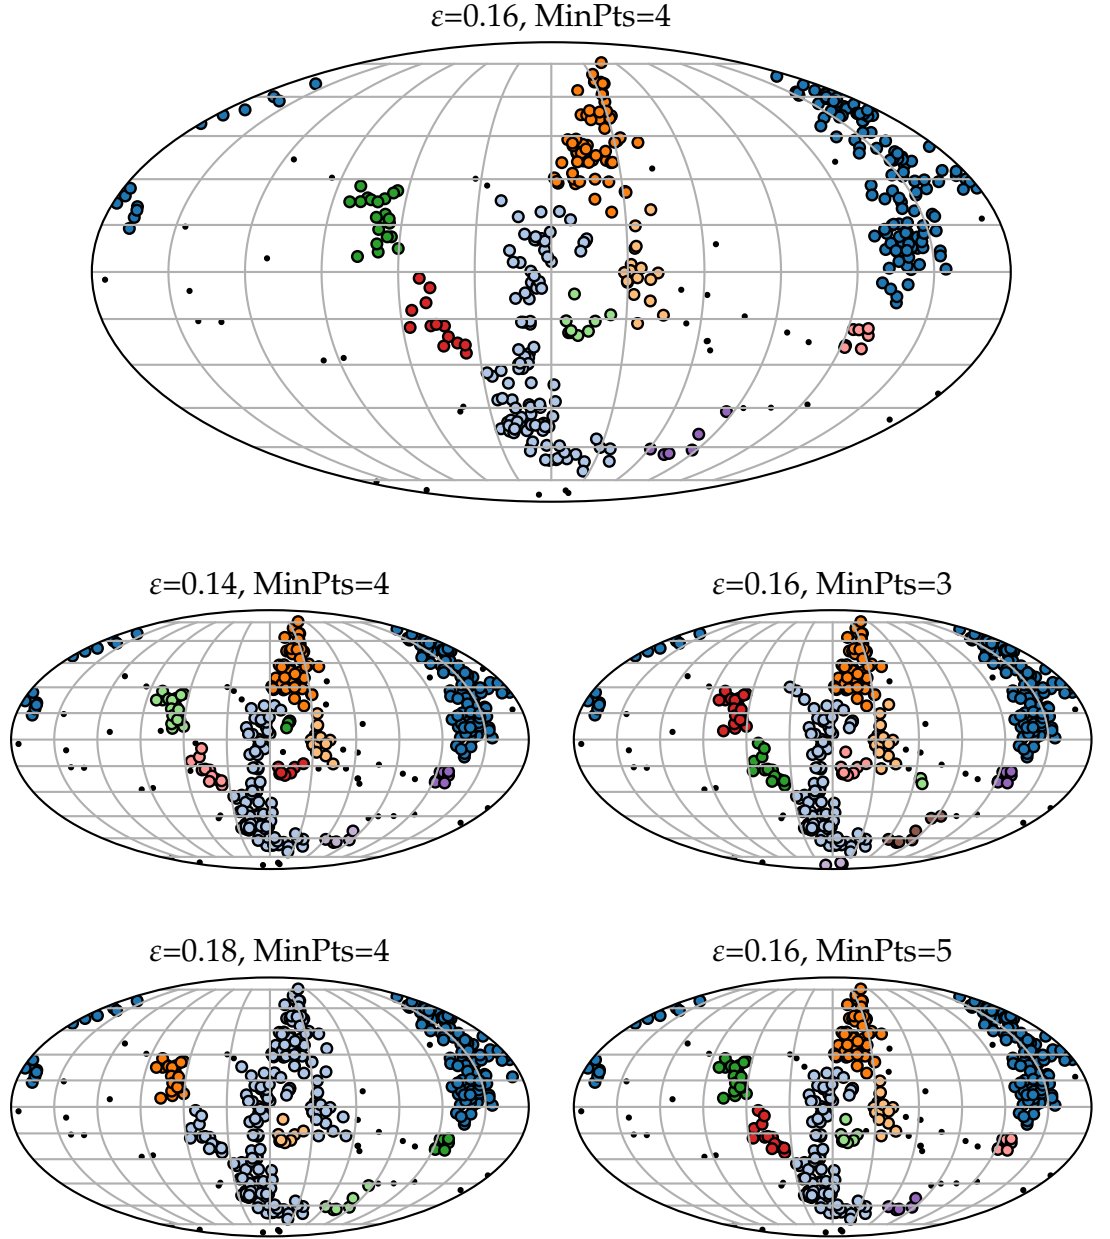 ε=0.16, MinPts=4
ε=0.14, MinPts=4
ε=0.16, MinPts=3
ε=0.18, MinPts=4
ε=0.16, MinPts=5